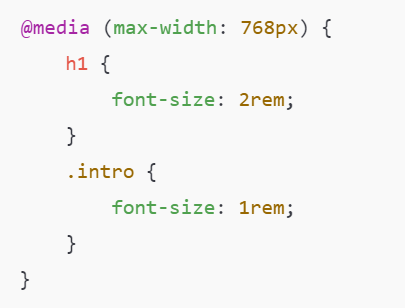 @media (max-width: 768px) {
    h1 {
        font-size: 2rem;
    }
    .intro {
        font-size: 1rem;
    }
}